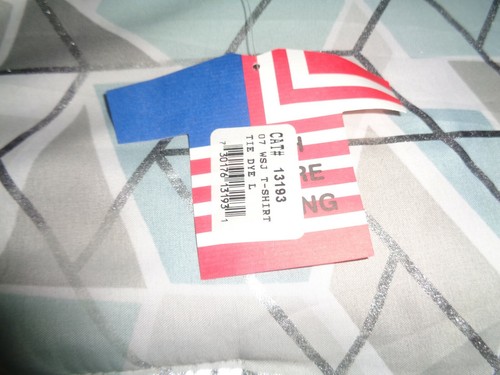 CAT# 13193
07 WSJ T-SHIRT
TIE DYE L
7 30176 13193 1
RE
NG